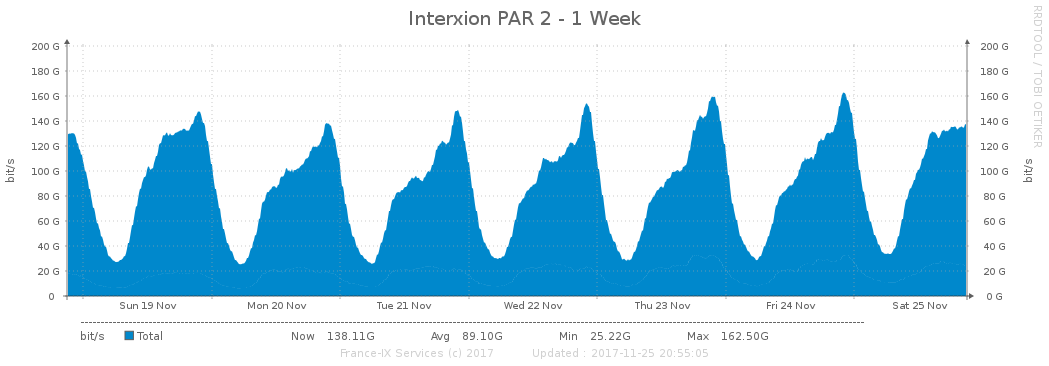 Interxion PAR 2 - 1 Week
RRDTOOL / TOBI OETIKER
200 G 200 G
180 G 180 G
160 G 160 G
140 G 140 G
120 G 120 G
100 G 100 G
80 G 80 G
60 G 60 G
40 G 40 G
20 G 20 G
0 0 G
bit/s
bit/s
Sun 19 Nov Mon 20 Nov Tue 21 Nov Wed 22 Nov Thu 23 Nov Fri 24 Nov Sat 25 Nov
bit/s Total Now 138.11G Avg 89.10G Min 25.22G Max 162.50G
France-IX Services (c) 2017 Updated : 2017-11-25 20:55:05